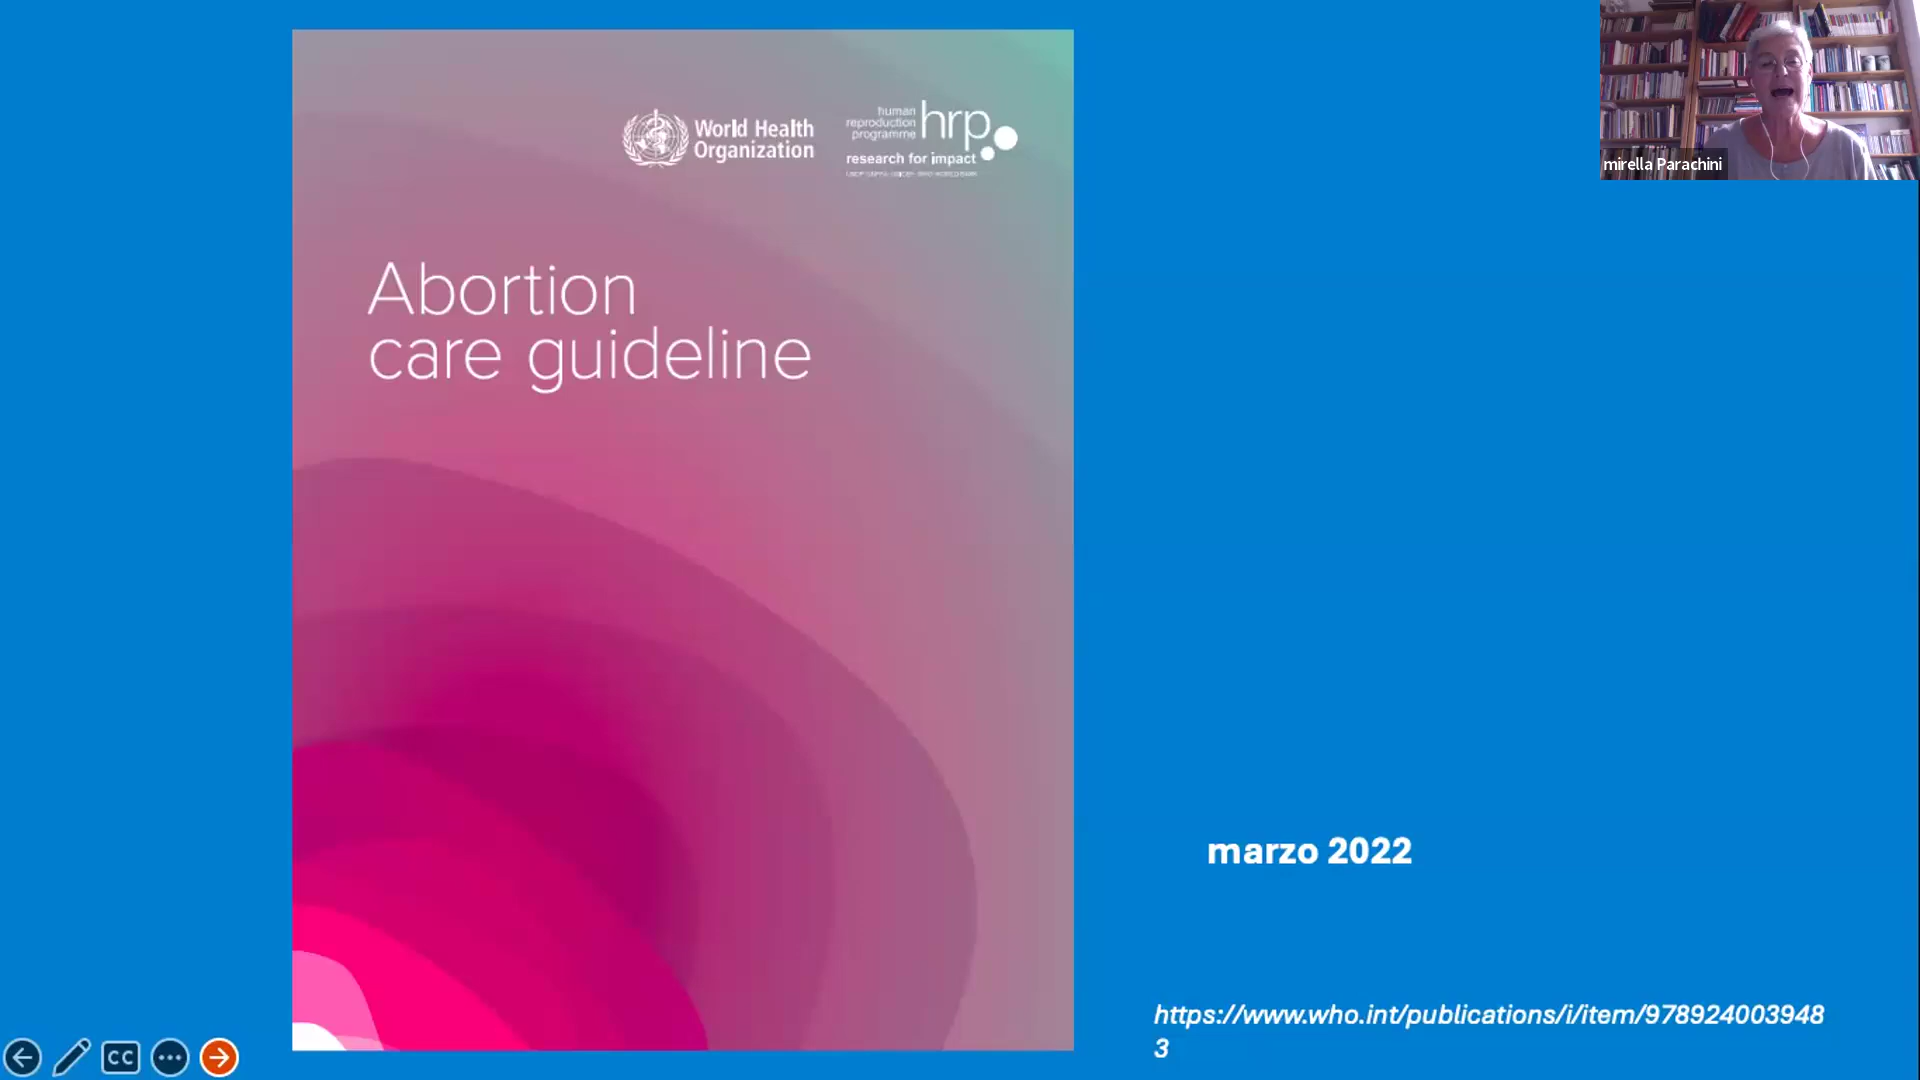 World Health
Organization
human
reproduction
programme
hrp
research for impact
mirella Parachini
Abortion
care guideline
marzo 2022
https://www.who.int/publications/i/item/978924003948
3
CC